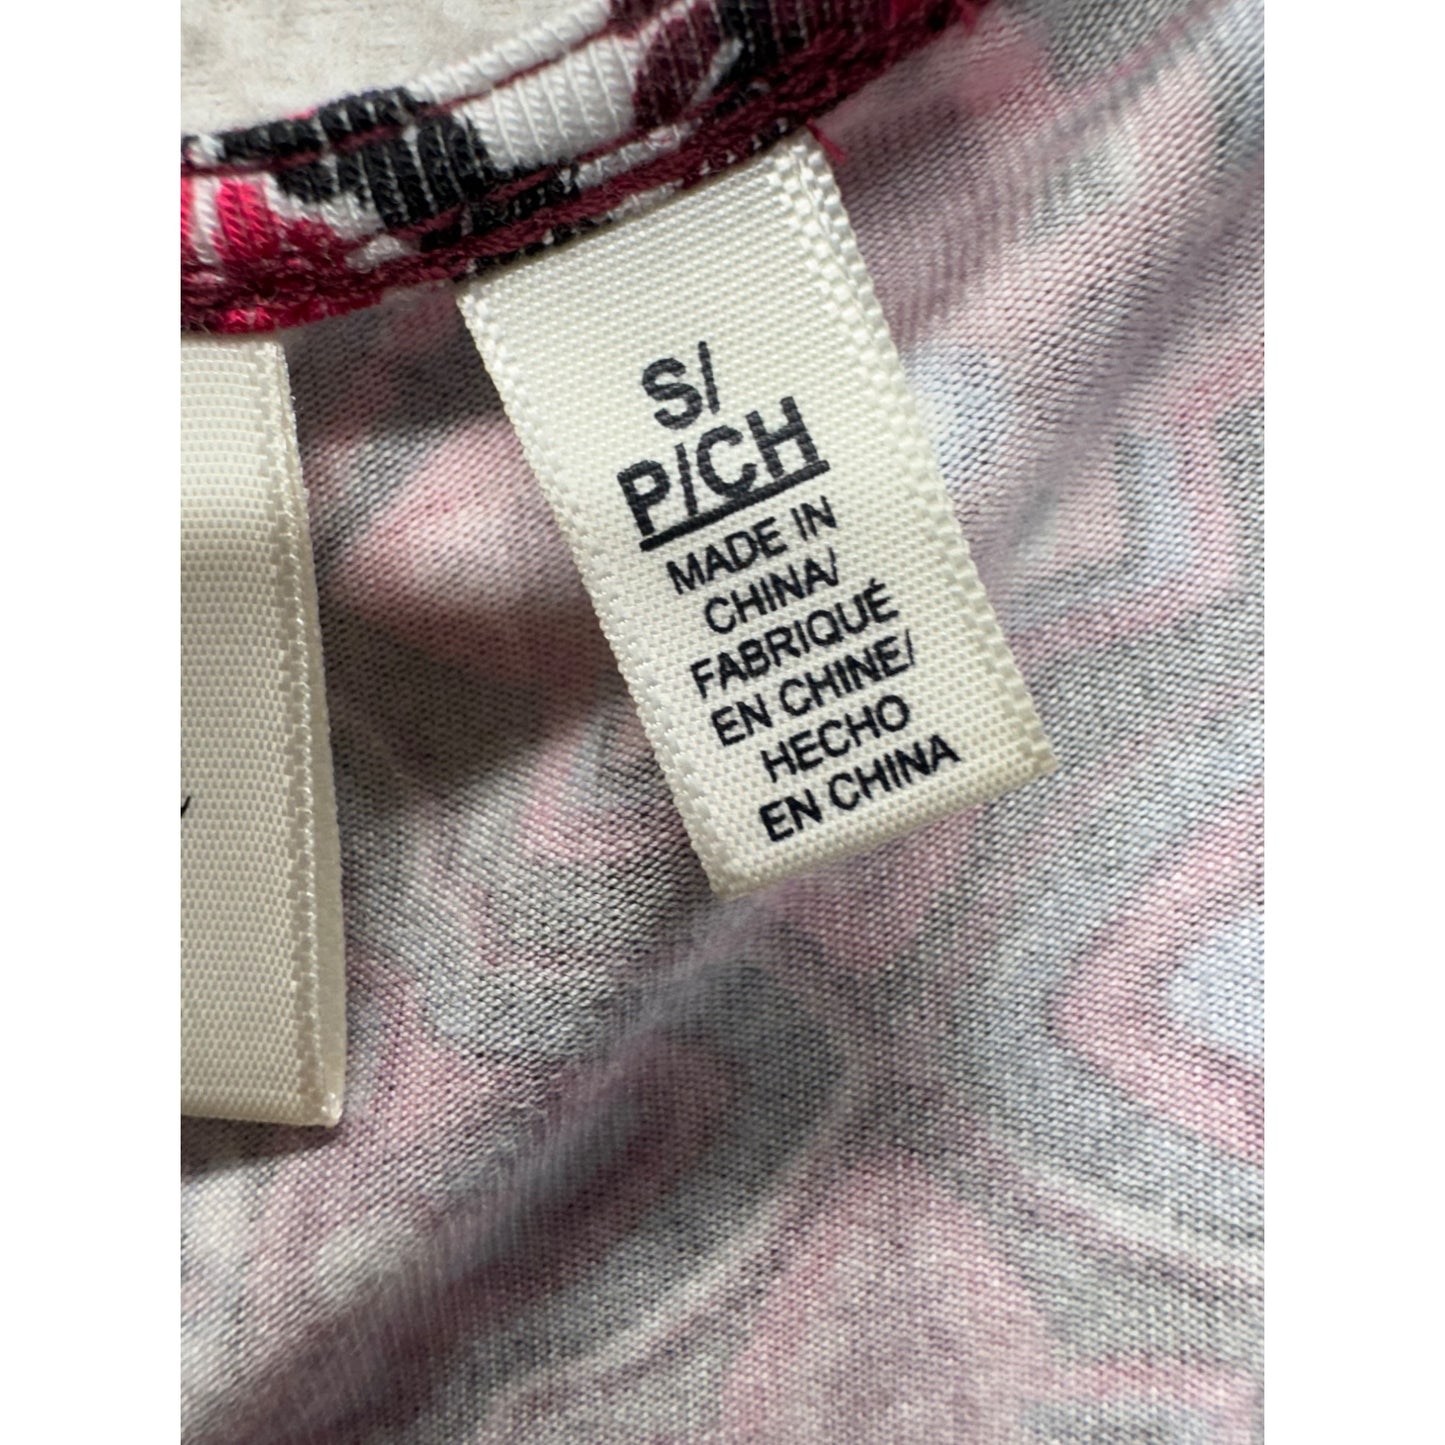 S/
P/CH
MADE IN
CHINA/
FABRIQUÉ
EN CHINE/
HECHO
EN CHINA